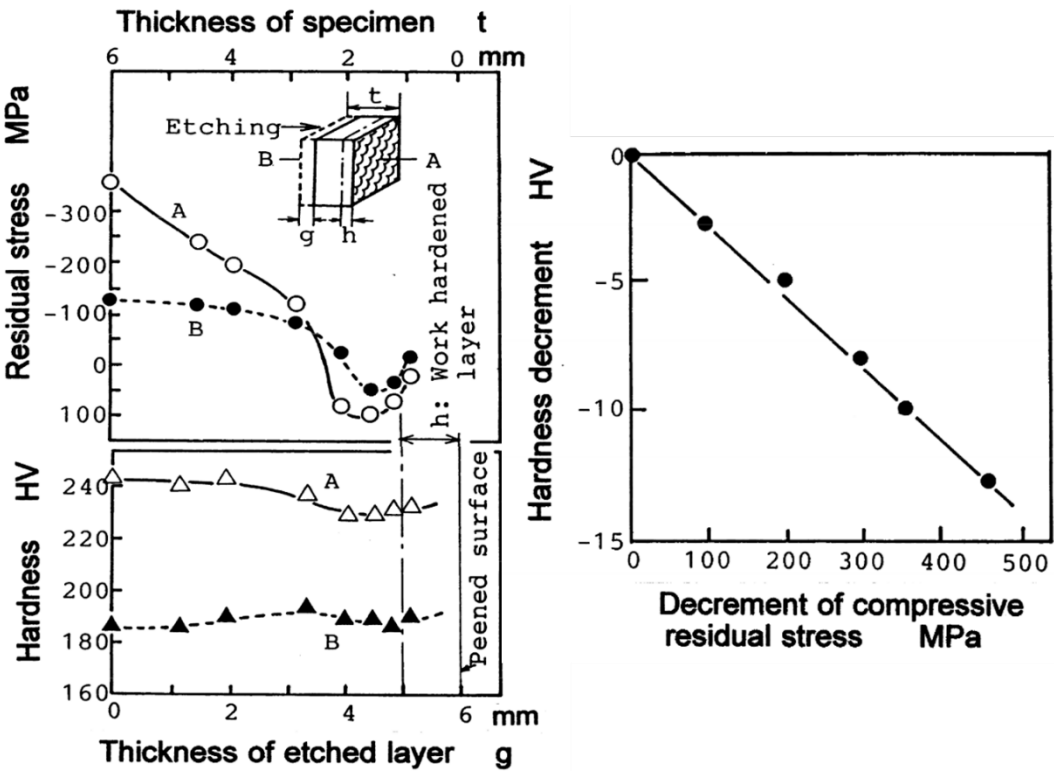 Thickness of specimen t
6 4 2 0 mm
Residual stress MPa
-300
-200
-100
0
100
Etching
t
B
A
g
h
A
B
h: Work hardened
layer
Hardness HV
240
220
200
180
160
A
B
Peened surface
0 2 4 6 mm
Thickness of etched layer g
Hardness decrement HV
0
-5
-10
-15
0 100 200 300 400 500
Decrement of compressive
residual stress MPa